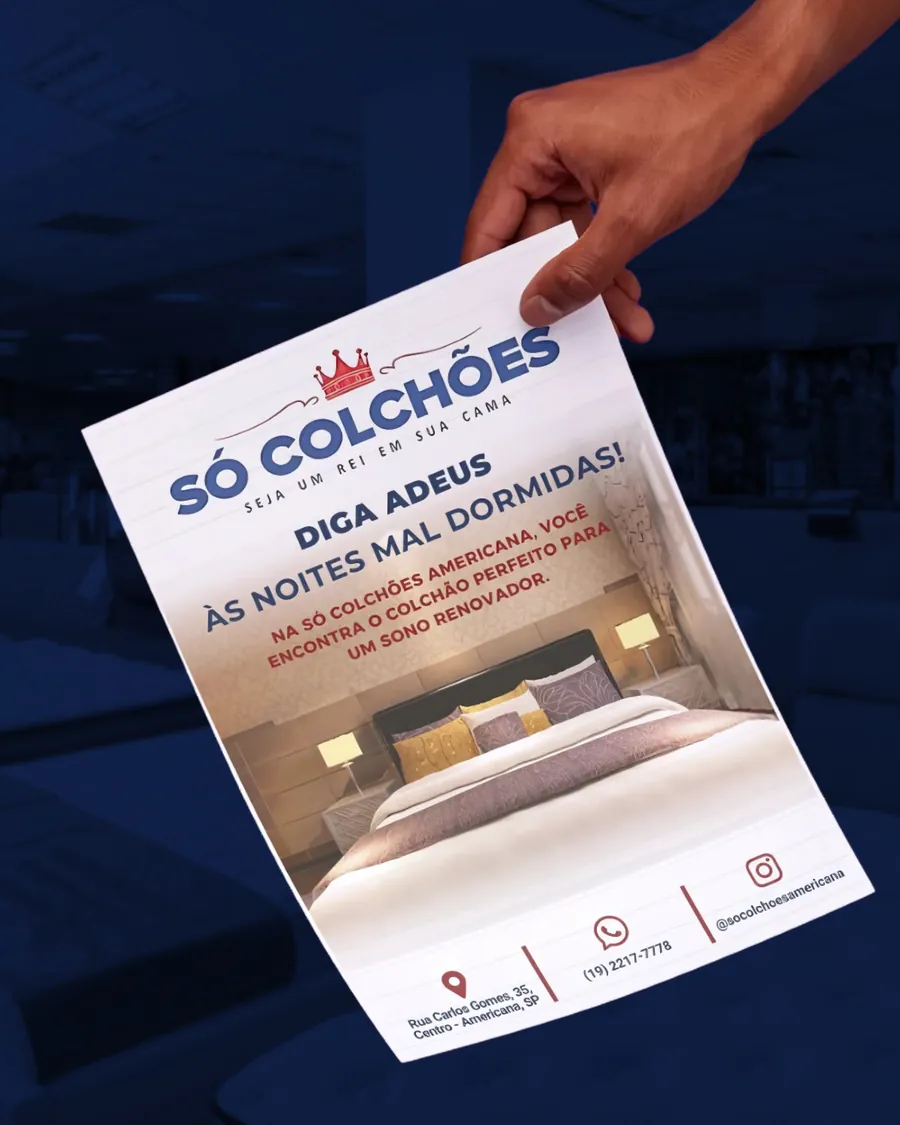 SÓ COLCHÕES
SEJA UM REI EM SUA CAMA
DIGA ADEUS
ÀS NOITES MAL DORMIDAS!
NA SÓ COLCHÕES AMERICANA, VOCÊ
ENCONTRA O COLCHÃO PERFEITO PARA
UM SONO RENOVADOR.
Rua Carlos Gomes, 35,
Centro - Americana, SP
(19) 2217-7778
@socolchoesamericana